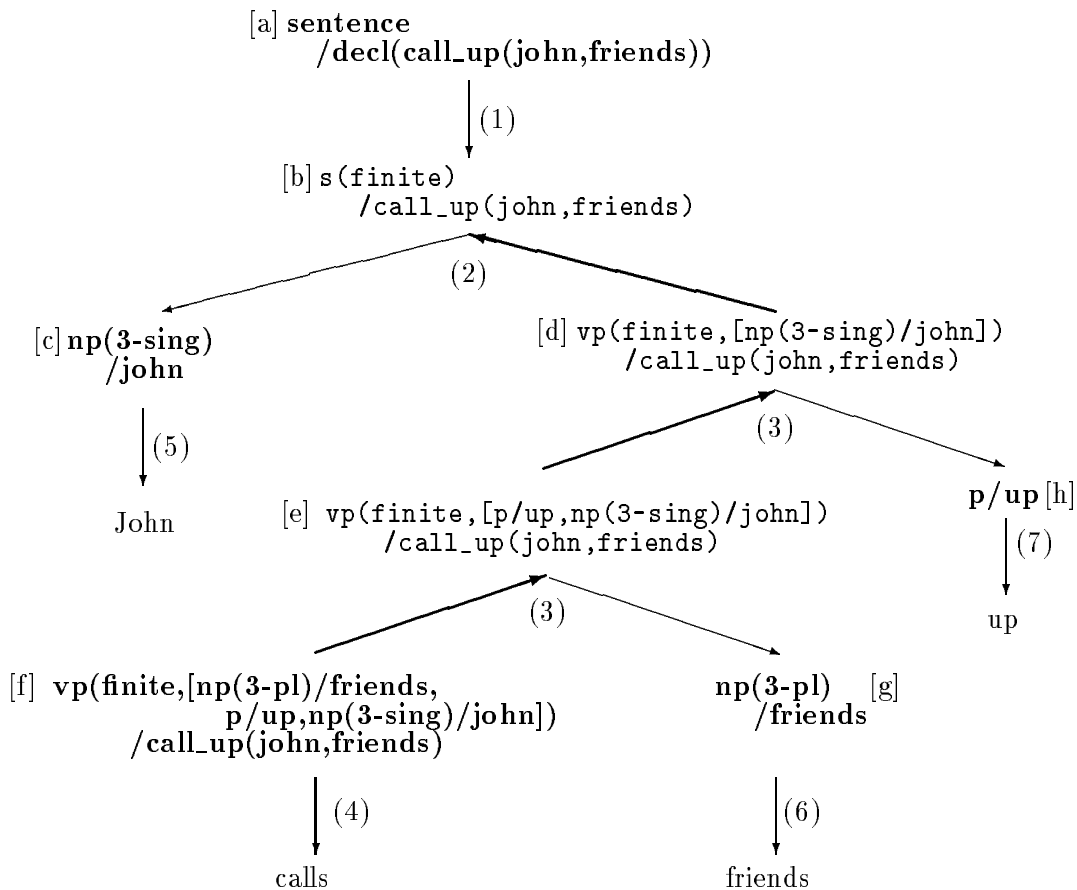 [a] sentence
/decl(call_up(john,friends))
(1)
[b] s(finite)
/call_up(john,friends)
(2)
[c] np(3-sing)
/john
[d] vp(finite,[np(3-sing)/john])
/call_up(john,friends)
(5)
(3)
John
[e] vp(finite,[p/up,np(3-sing)/john])
/call_up(john,friends)
p/up [h]
(7)
(3)
up
[f] vp(finite,[np(3-pl)/friends,
p/up,np(3-sing)/john])
/call_up(john,friends)
np(3-pl) [g]
/friends
(4)
(6)
calls
friends